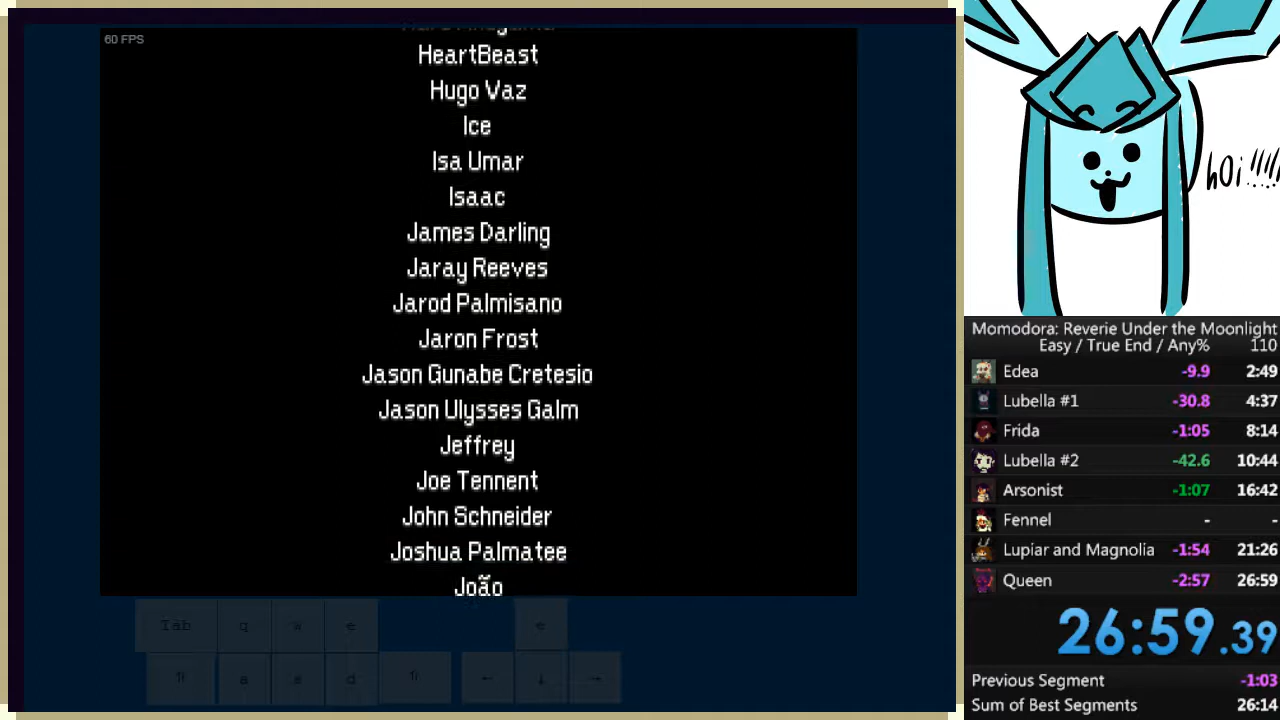 60 FPS
HeartBeast
Hugo Vaz
Ice
Isa Umar
Isaac
James Darling
Jaray Reeves
Jarod Palmisano
Jaron Frost
Jason Gunabe Cretesio
Jason Ulysses Galm
Jeffrey
Joe Tennent
John Schneider
Joshua Palmatee
João
Tab q w e c
⇑ a s d ⇑ ← ↓ →
hOi!!!!!
Momodora: Reverie Under the Moonlight
Easy / True End / Any% 110
Edea -9.9 2:49
Lubella #1 -30.8 4:37
Frida -1:05 8:14
Lubella #2 -42.6 10:44
Arsonist -1:07 16:42
Fennel - -
Lupiar and Magnolia -1:54 21:26
Queen -2:57 26:59
26:59.39
Previous Segment -1:03
Sum of Best Segments 26:14